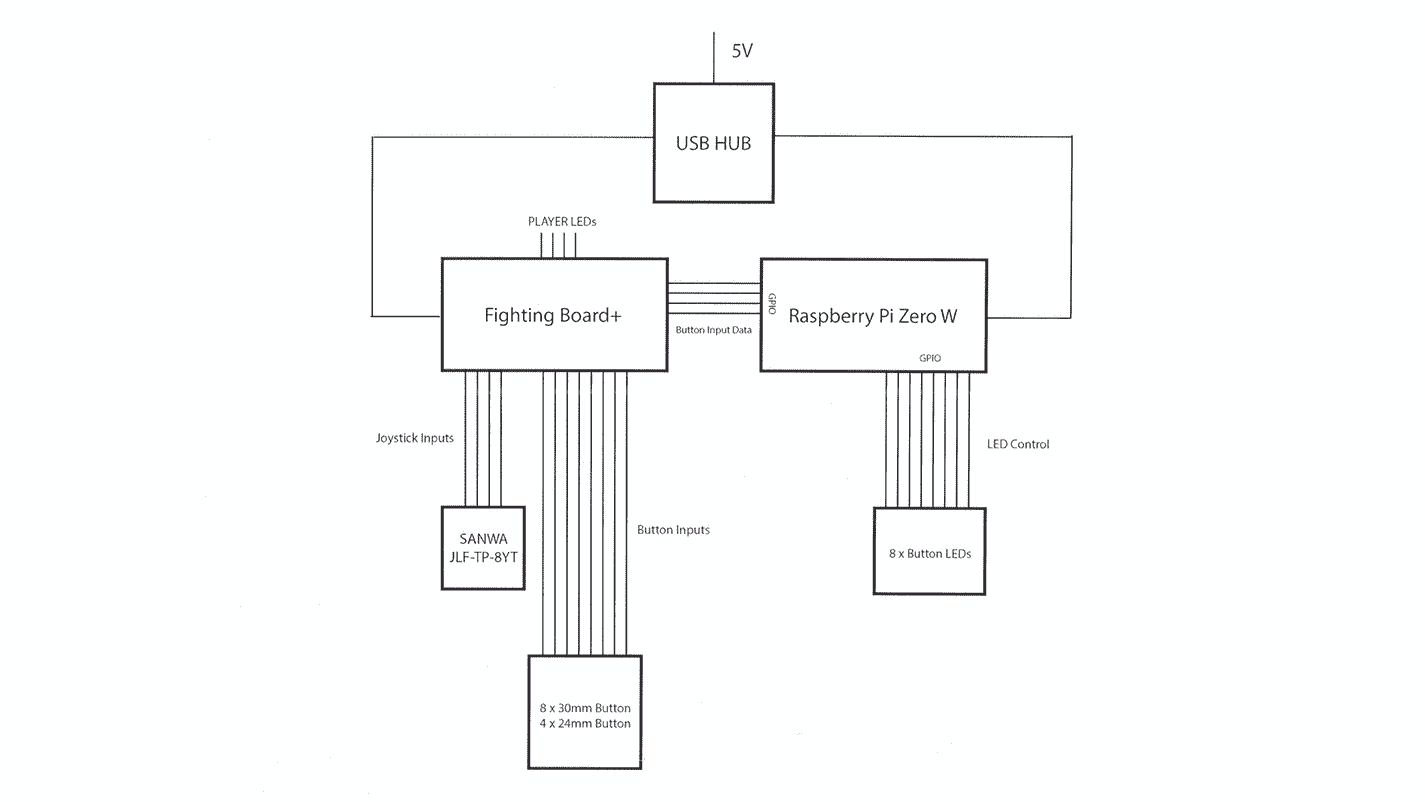 5V
USB HUB
PLAYER LEDs
Fighting Board+
GPIO
Button Input Data
Raspberry Pi Zero W
GPIO
Joystick Inputs
LED Control
SANWA
JLF-TP-8YT
Button Inputs
8 x Button LEDs
8 x 30mm Button
4 x 24mm Button